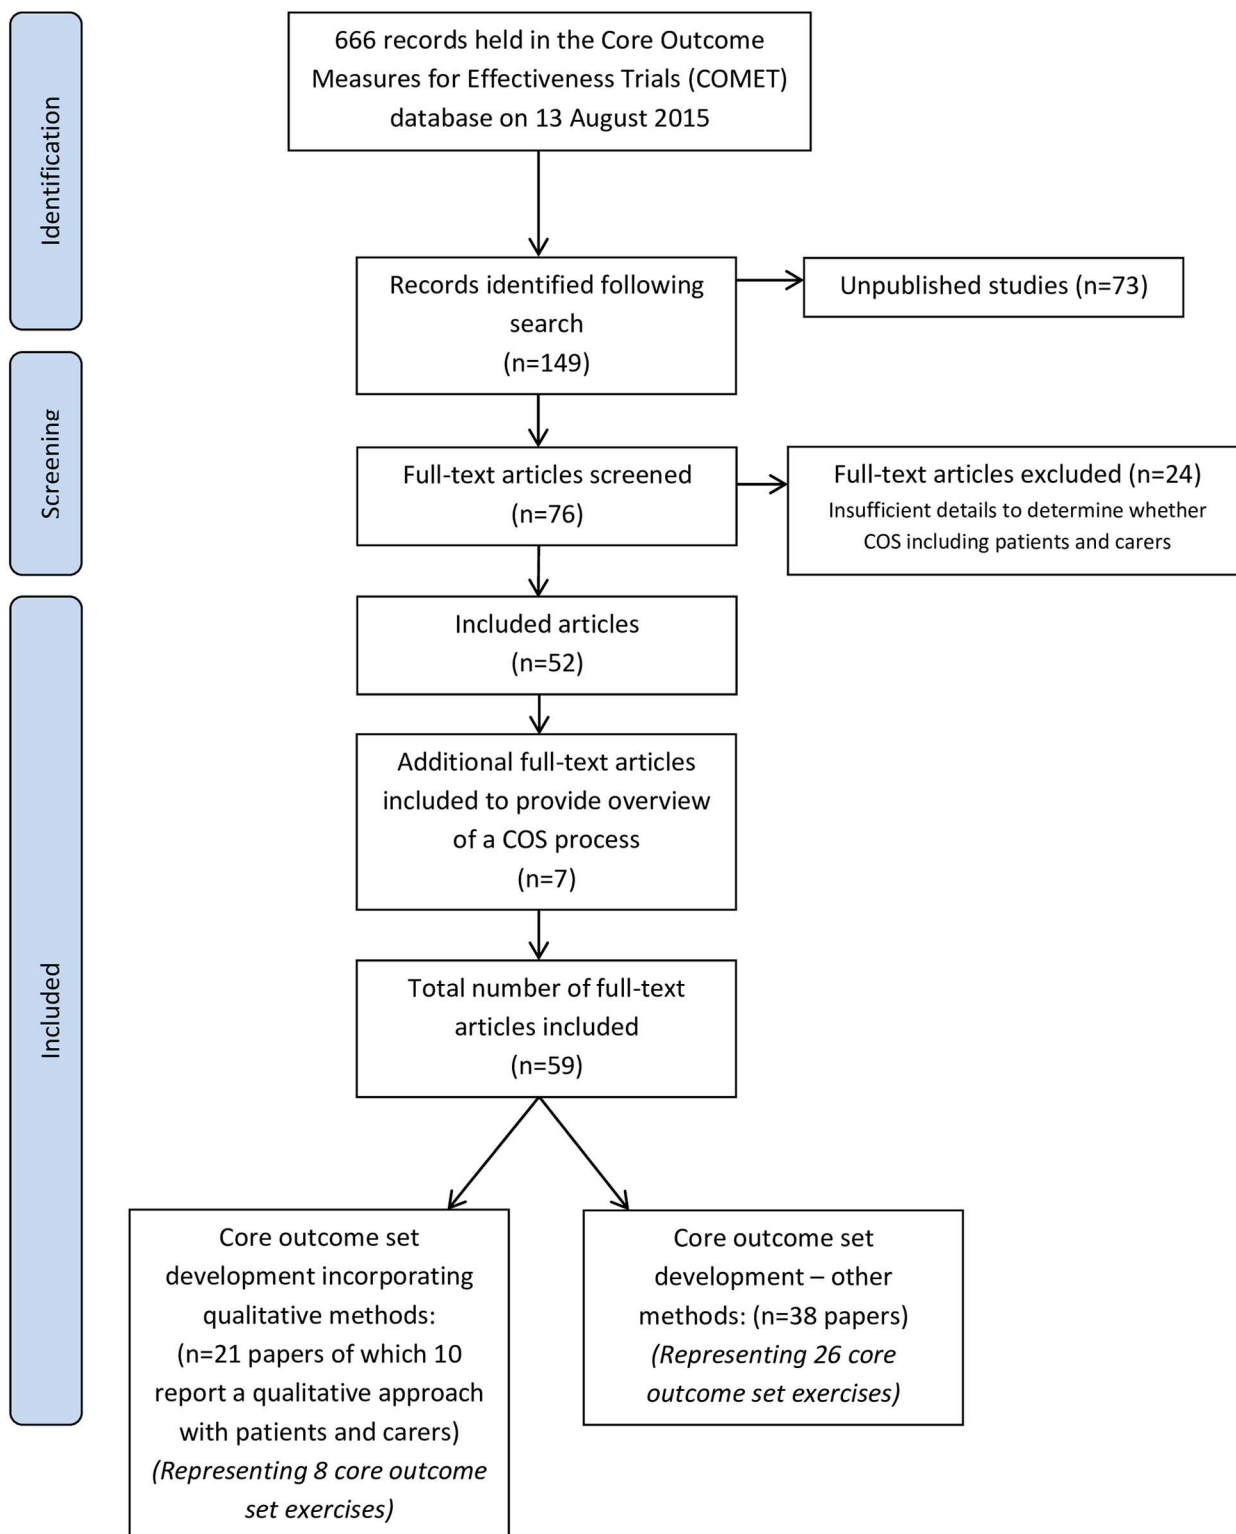 666 records held in the Core Outcome
Measures for Effectiveness Trials (COMET)
database on 13 August 2015
Identification
Records identified following
search
(n=149)
Unpublished studies (n=73)
Screening
Full-text articles screened
(n=76)
Full-text articles excluded (n=24)
Insufficient details to determine whether
COS including patients and carers
Included
Included articles
(n=52)
Additional full-text articles
included to provide overview
of a COS process
(n=7)
Total number of full-text
articles included
(n=59)
Core outcome set
development incorporating
qualitative methods:
(n=21 papers of which 10
report a qualitative approach
with patients and carers)
(Representing 8 core outcome
set exercises)
Core outcome set
development – other
methods: (n=38 papers)
(Representing 26 core
outcome set exercises)